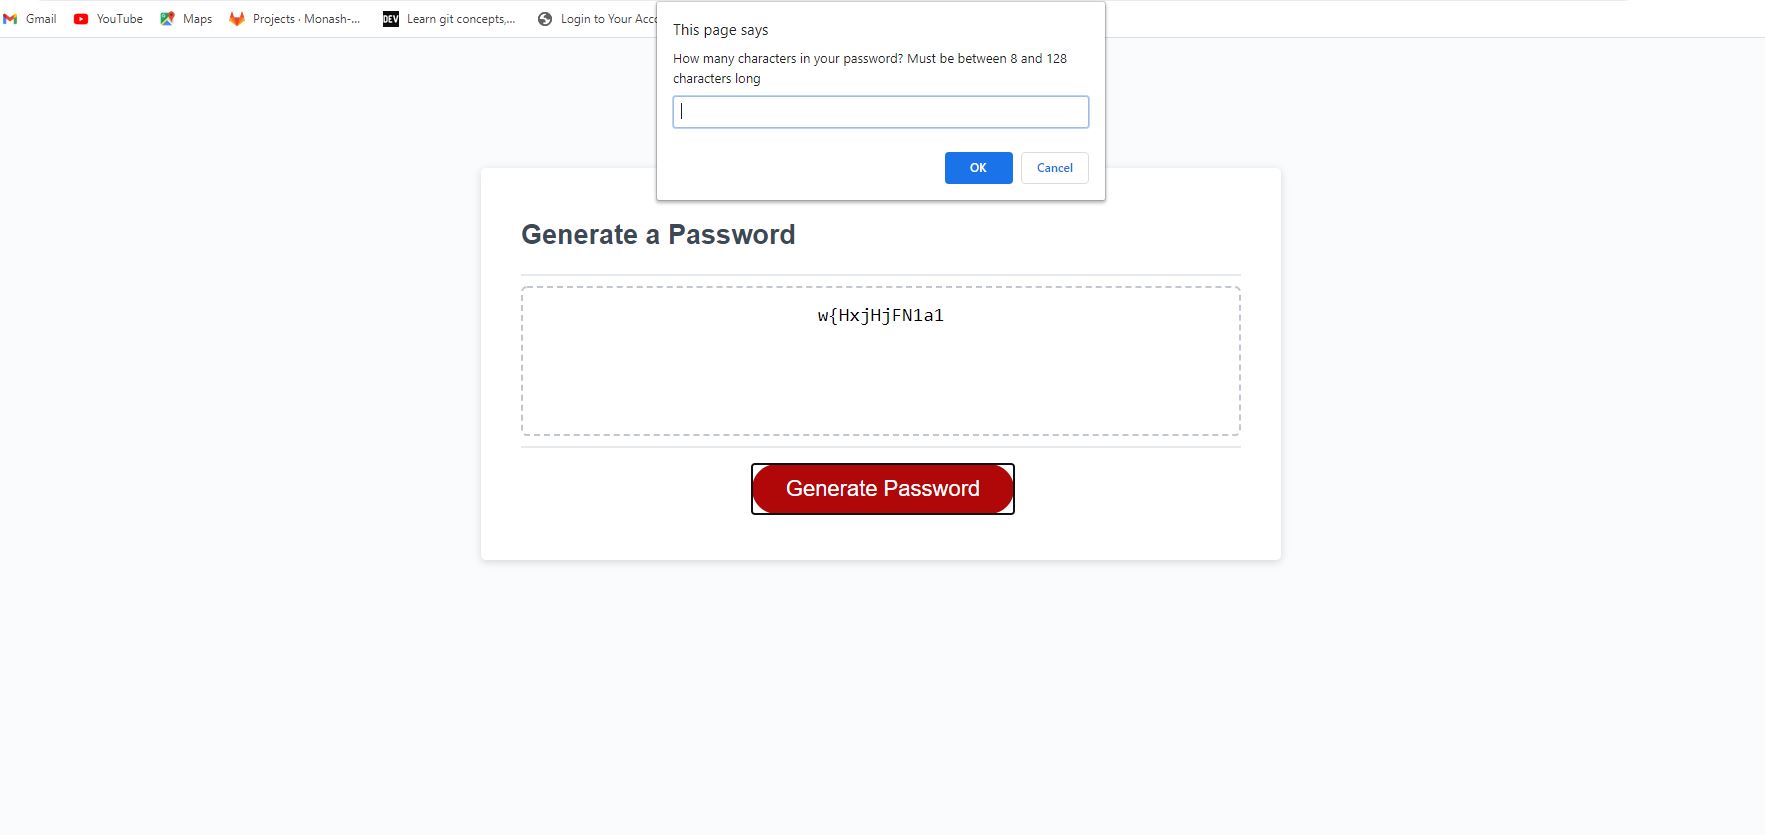 Gmail YouTube Maps Projects · Monash-... DEV Learn git concepts,... Login to Your Acco
This page says
How many characters in your password? Must be between 8 and 128
characters long
OK Cancel
Generate a Password
w{HxjHjFN1a1
Generate Password